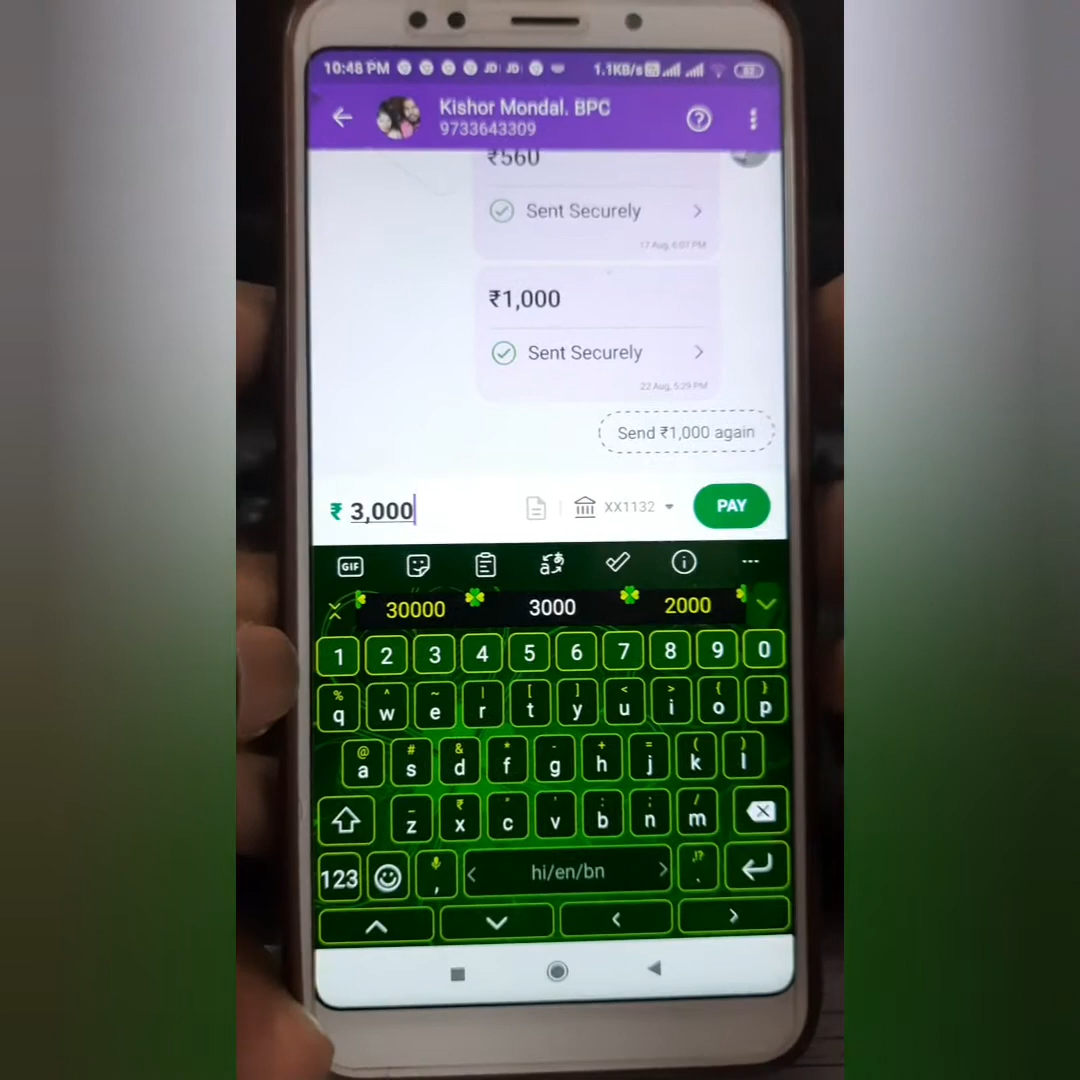 10:48 PM JD JD 1.1KB/s 82
Kishor Mondal. BPC
9733643309
₹560
Sent Securely
17 Aug, 6:07 PM
₹1,000
Sent Securely
22 Aug, 5:29 PM
Send ₹1,000 again
₹ 3,000 XX1132 PAY
GIF
30000 3000 2000
1 2 3 4 5 6 7 8 9 0
% ^ ~ | [ ] < > { }
q w e r t y u i o p
@ # & * - + = ( )
a s d f g h j k l
₹
z x c v b n m
123 , hi/en/bn !? .